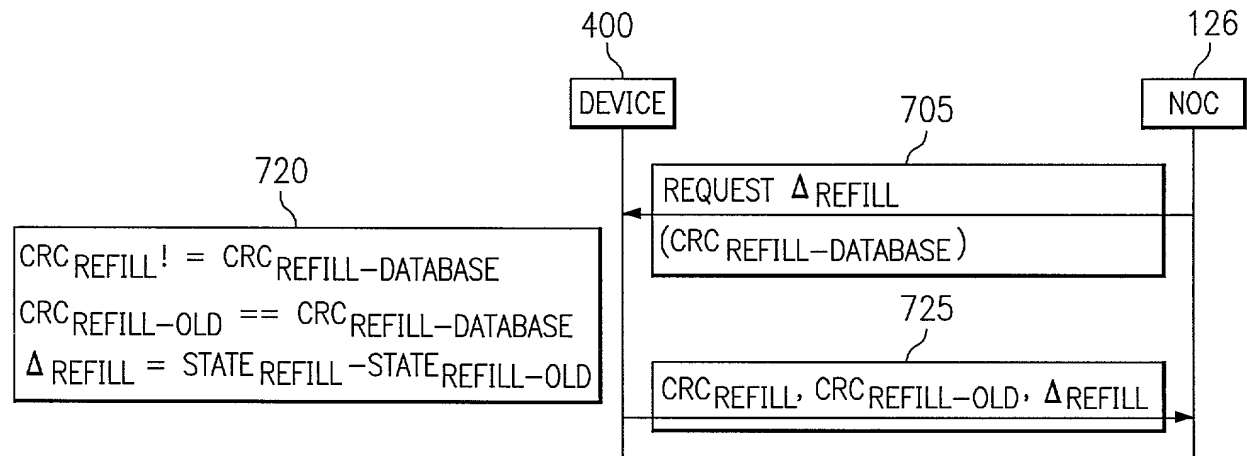 400
126
DEVICE
NOC
705
REQUEST Δ REFILL
(CRC REFILL-DATABASE)
720
CRC REFILL! = CRC REFILL-DATABASE
CRC REFILL-OLD == CRC REFILL-DATABASE
Δ REFILL = STATE REFILL-STATE REFILL-OLD
725
CRC REFILL, CRC REFILL-OLD, Δ REFILL